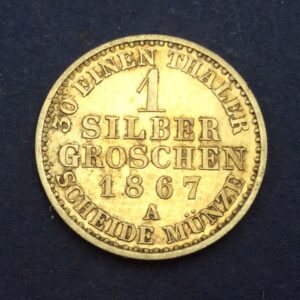 30 EINEN THALER
1
SILBER
GROSCHEN
1867
A
SCHEIDE MÜNZE